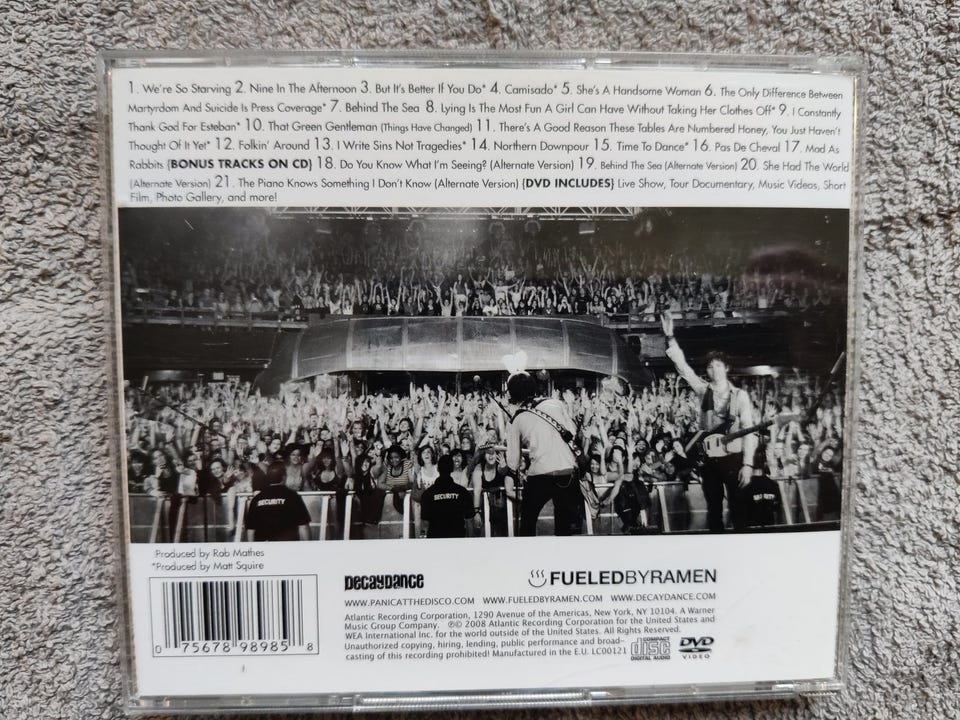 1. We're So Starving 2. Nine In The Afternoon 3. But It's Better If You Do* 4. Camisado* 5. She's A Handsome Woman 6. The Only Difference Between
Martyrdom And Suicide Is Press Coverage* 7. Behind The Sea 8. Lying Is The Most Fun A Girl Can Have Without Taking Her Clothes Off* 9. I Constantly
Thank God For Esteban* 10. That Green Gentleman (Things Have Changed) 11. There's A Good Reason These Tables Are Numbered Honey, You Just Haven't
Thought Of It Yet* 12. Folkin' Around 13. I Write Sins Not Tragedies* 14. Northern Downpour 15. Time To Dance* 16. Pas De Cheval 17. Mad As
Rabbits {BONUS TRACKS ON CD} 18. Do You Know What I'm Seeing? (Alternate Version) 19. Behind The Sea (Alternate Version) 20. She Had The World
(Alternate Version) 21. The Piano Knows Something I Don't Know (Alternate Version) {DVD INCLUDES} Live Show, Tour Documentary, Music Videos, Short
Film, Photo Gallery, and more!
SECURITY
SECURITY
Produced by Rob Mathes
*Produced by Matt Squire
0 75678 98985 8
DECAYDANCE
FUELEDBYRAMEN
WWW.PANICATTHEDISCO.COM WWW.FUELEDBYRAMEN.COM WWW.DECAYDANCE.COM
Atlantic Recording Corporation, 1290 Avenue of the Americas, New York, NY 10104. A Warner
Music Group Company. ℗© 2008 Atlantic Recording Corporation for the United States and
WEA International Inc. for the world outside of the United States. All Rights Reserved.
Unauthorized copying, hiring, lending, public performance and broad-
casting of this recording prohibited! Manufactured in the E.U. LC00121
COMPACT
disc
DIGITAL AUDIO
DVD
VIDEO